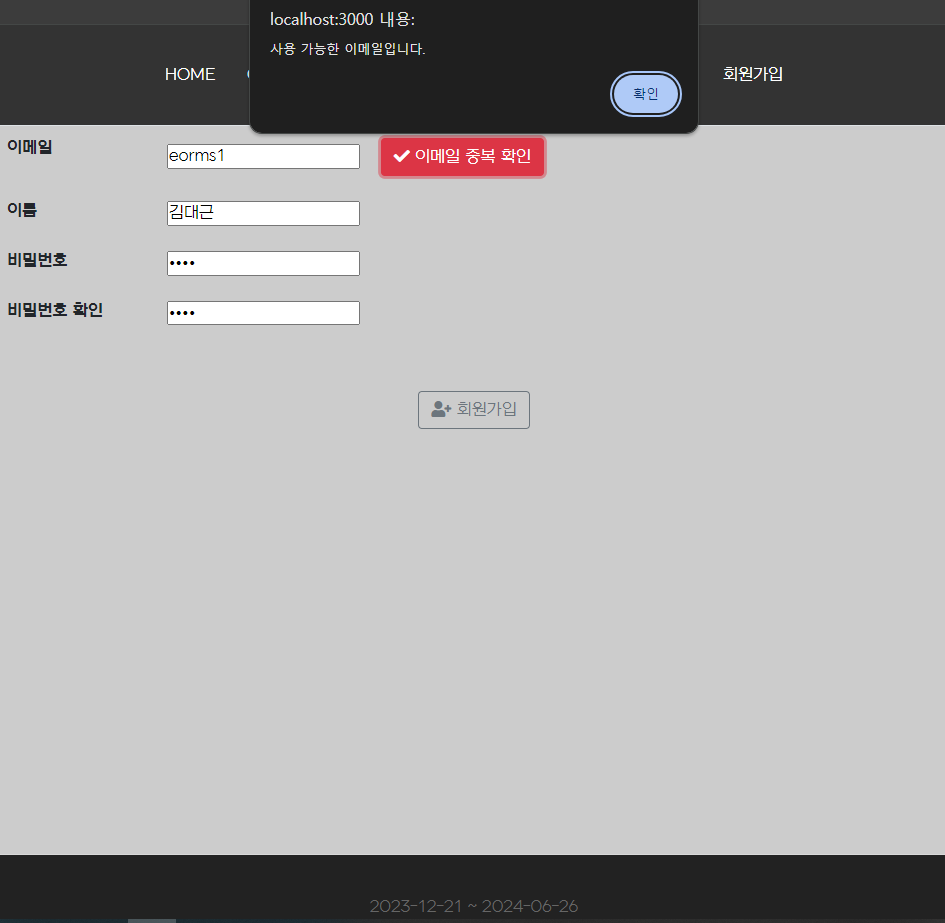 localhost:3000 내용:
사용 가능한 이메일입니다.
확인
HOME
회원가입
이메일
eorms1
이메일 중복 확인
이름
김대근
비밀번호
••••
비밀번호 확인
••••
회원가입
2023-12-21 ~ 2024-06-26